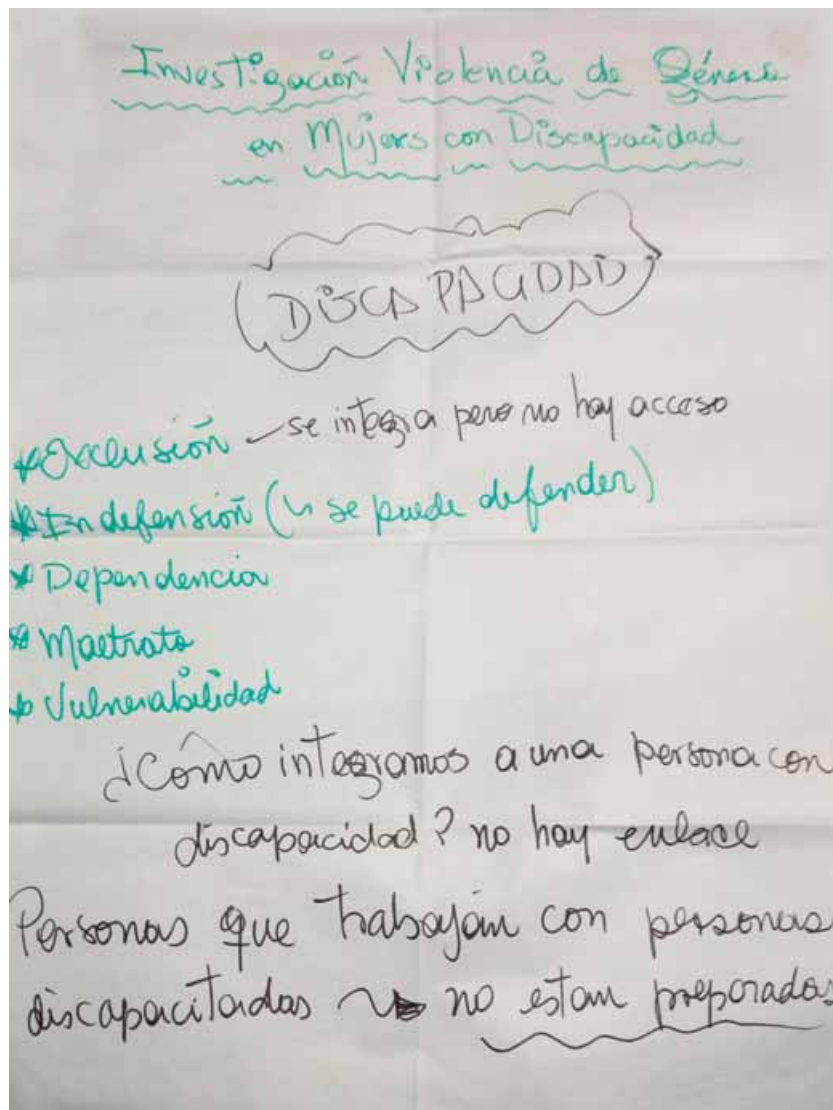 Investigación Violencia de Género
en Mujeres con Discapacidad
DISCAPACIDAD
*Exclusión – se integra pero no hay acceso
*Indefensión (↳ se puede defender)
*Dependencia
*Maltrato
*Vulnerabilidad
¿Cómo integramos a una persona con
discapacidad? no hay enlace
Personas que trabajan con personas
discapacitadas → no estan preparadas